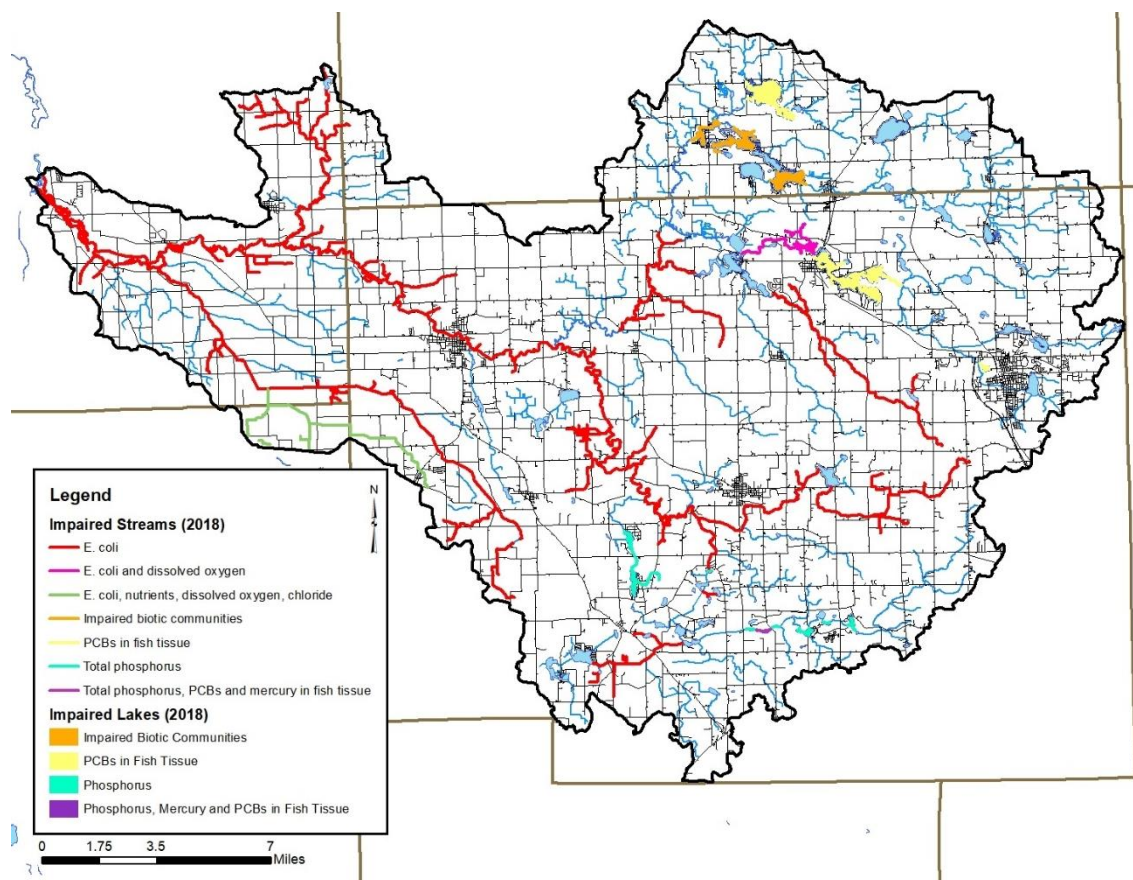 Legend
Impaired Streams (2018)
E. coli
E. coli and dissolved oxygen
E. coli, nutrients, dissolved oxygen, chloride
Impaired biotic communities
PCBs in fish tissue
Total phosphorus
Total phosphorus, PCBs and mercury in fish tissue
Impaired Lakes (2018)
Impaired Biotic Communities
PCBs in Fish Tissue
Phosphorus
Phosphorus, Mercury and PCBs in Fish Tissue
N
0 1.75 3.5 7
Miles